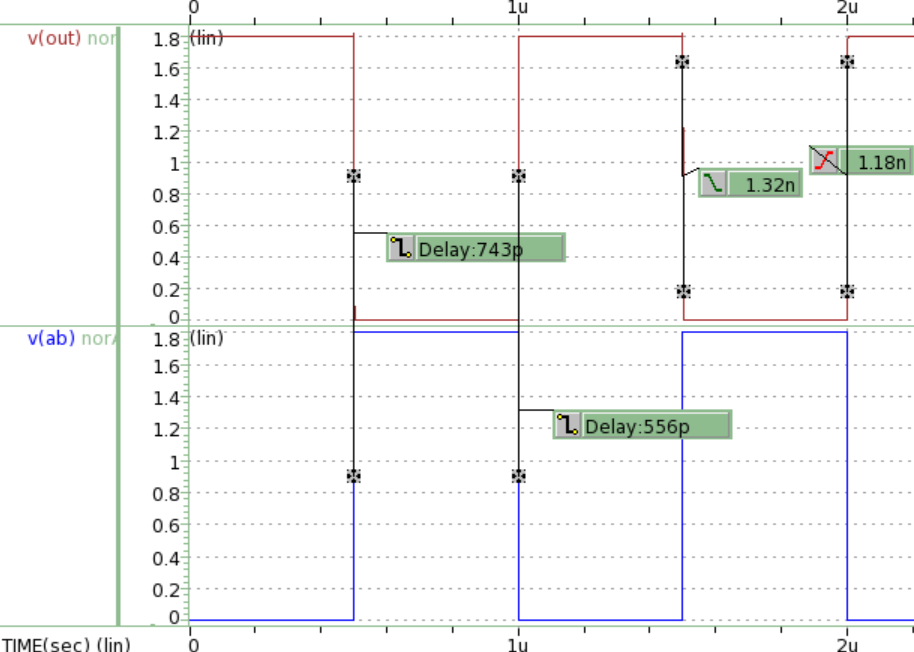 0 1u 2u
v(out) nor
(lin)
1.8
1.6
1.4
1.2
1
0.8
0.6
0.4
0.2
0
1.32n
1.18n
Delay:743p
v(ab) nor
(lin)
1.8
1.6
1.4
1.2
1
0.8
0.6
0.4
0.2
0
Delay:556p
TIME(sec) (lin) 0 1u 2u